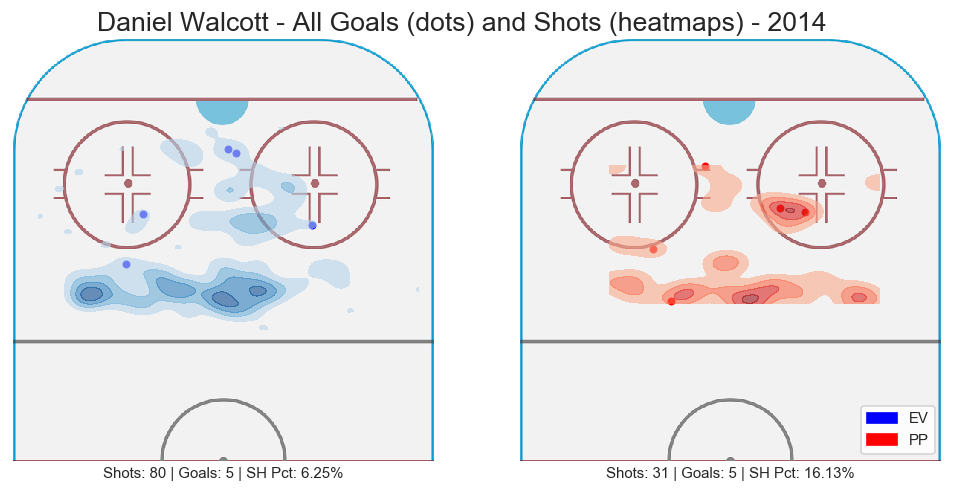 Daniel Walcott - All Goals (dots) and Shots (heatmaps) - 2014
EV
PP
Shots: 80 | Goals: 5 | SH Pct: 6.25%
Shots: 31 | Goals: 5 | SH Pct: 16.13%